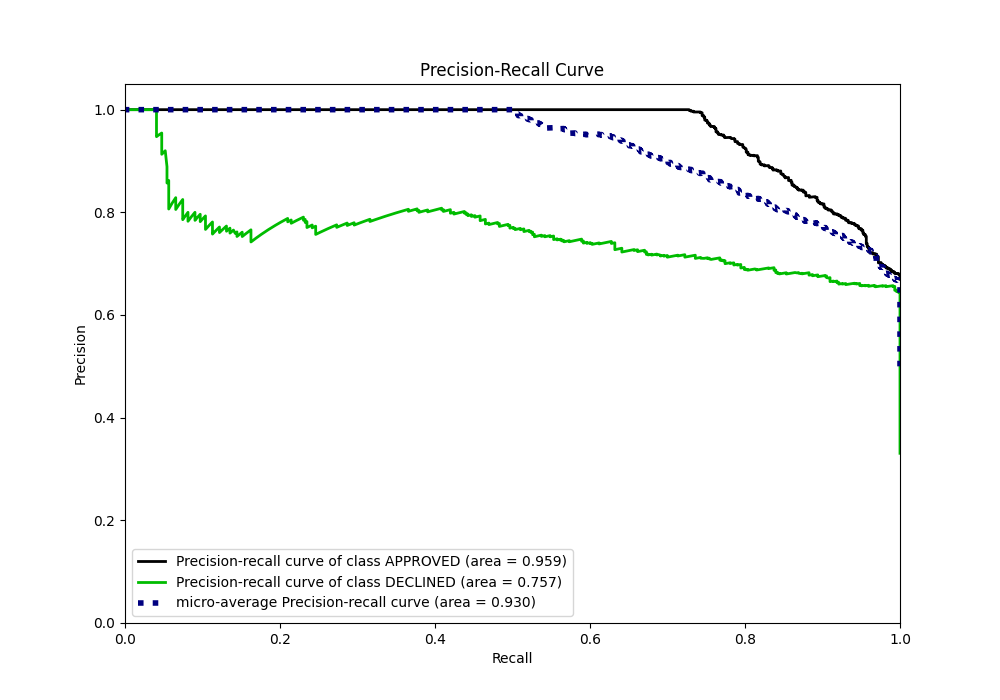 Precision-Recall Curve
1.0
0.8
0.6
0.4
0.2
0.0
Precision
Precision-recall curve of class APPROVED (area = 0.959)
Precision-recall curve of class DECLINED (area = 0.757)
micro-average Precision-recall curve (area = 0.930)
0.0 0.2 0.4 0.6 0.8 1.0
Recall